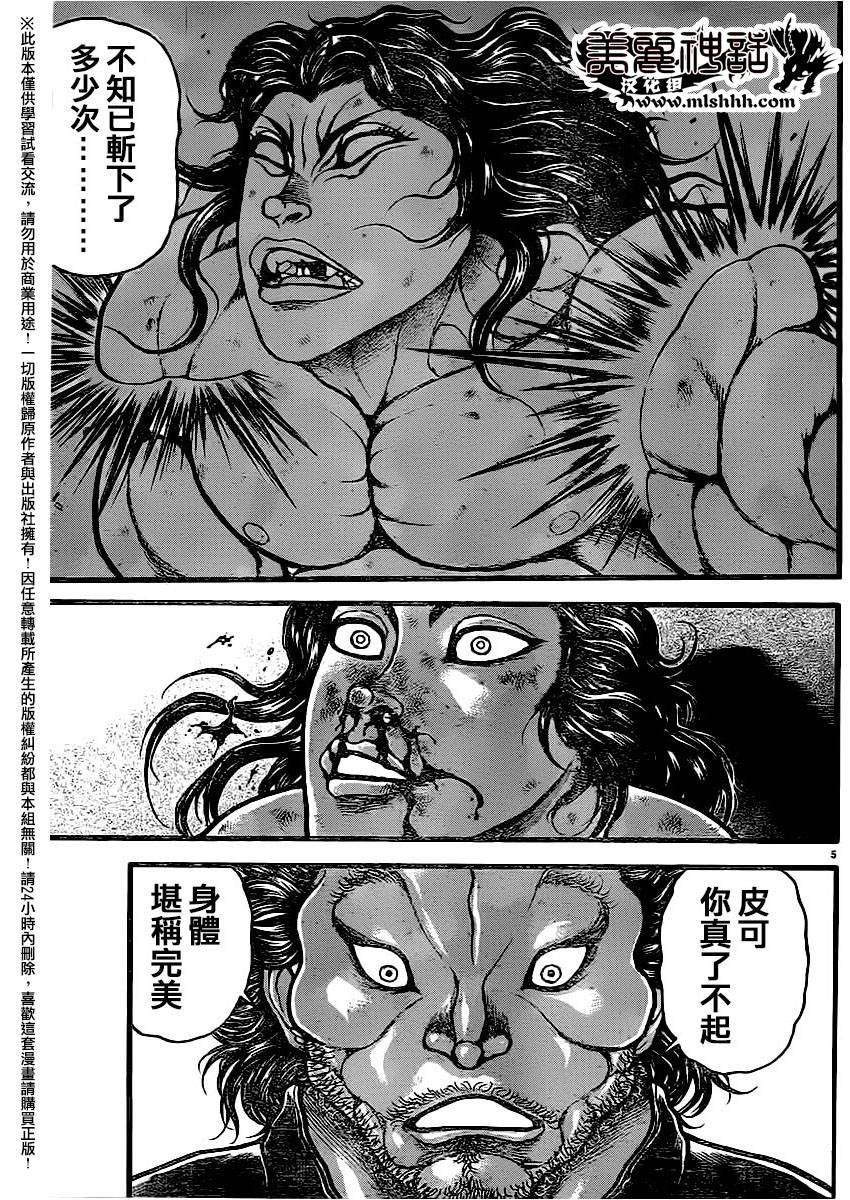 ※此版本僅供學習試看交流，請勿用於商業用途！一切版權歸原作者與出版社擁有！因任意轉載所產生的版權糾紛都與本組無關！請24小時內刪除，喜歡這套漫畫請購買正版！
美麗神話
汉化组
www.mlshhh.com
不知已斬下了
多少次…………
5
皮可
你真了不起
身體
堪稱完美